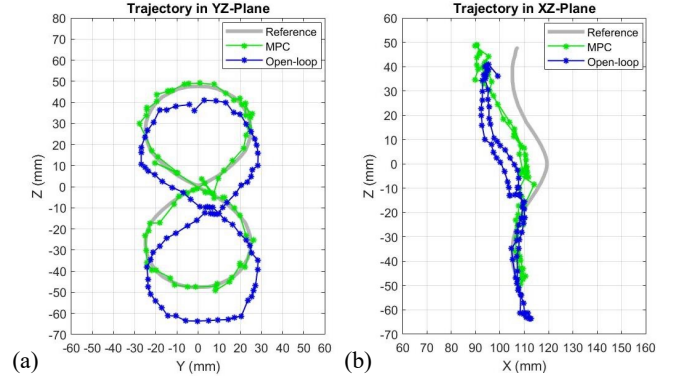 Trajectory in YZ-Plane
80
70
60
50
40
30
20
10
0
-10
-20
-30
-40
-50
-60
-70
Z (mm)
Reference
MPC
Open-loop
-60 -50 -40 -30 -20 -10 0 10 20 30 40 50 60
Y (mm)
(a)
Trajectory in XZ-Plane
60
50
40
30
20
10
0
-10
-20
-30
-40
-50
-60
-70
Z (mm)
Reference
MPC
Open-loop
60 70 80 90 100 110 120 130 140 150 160
X (mm)
(b)